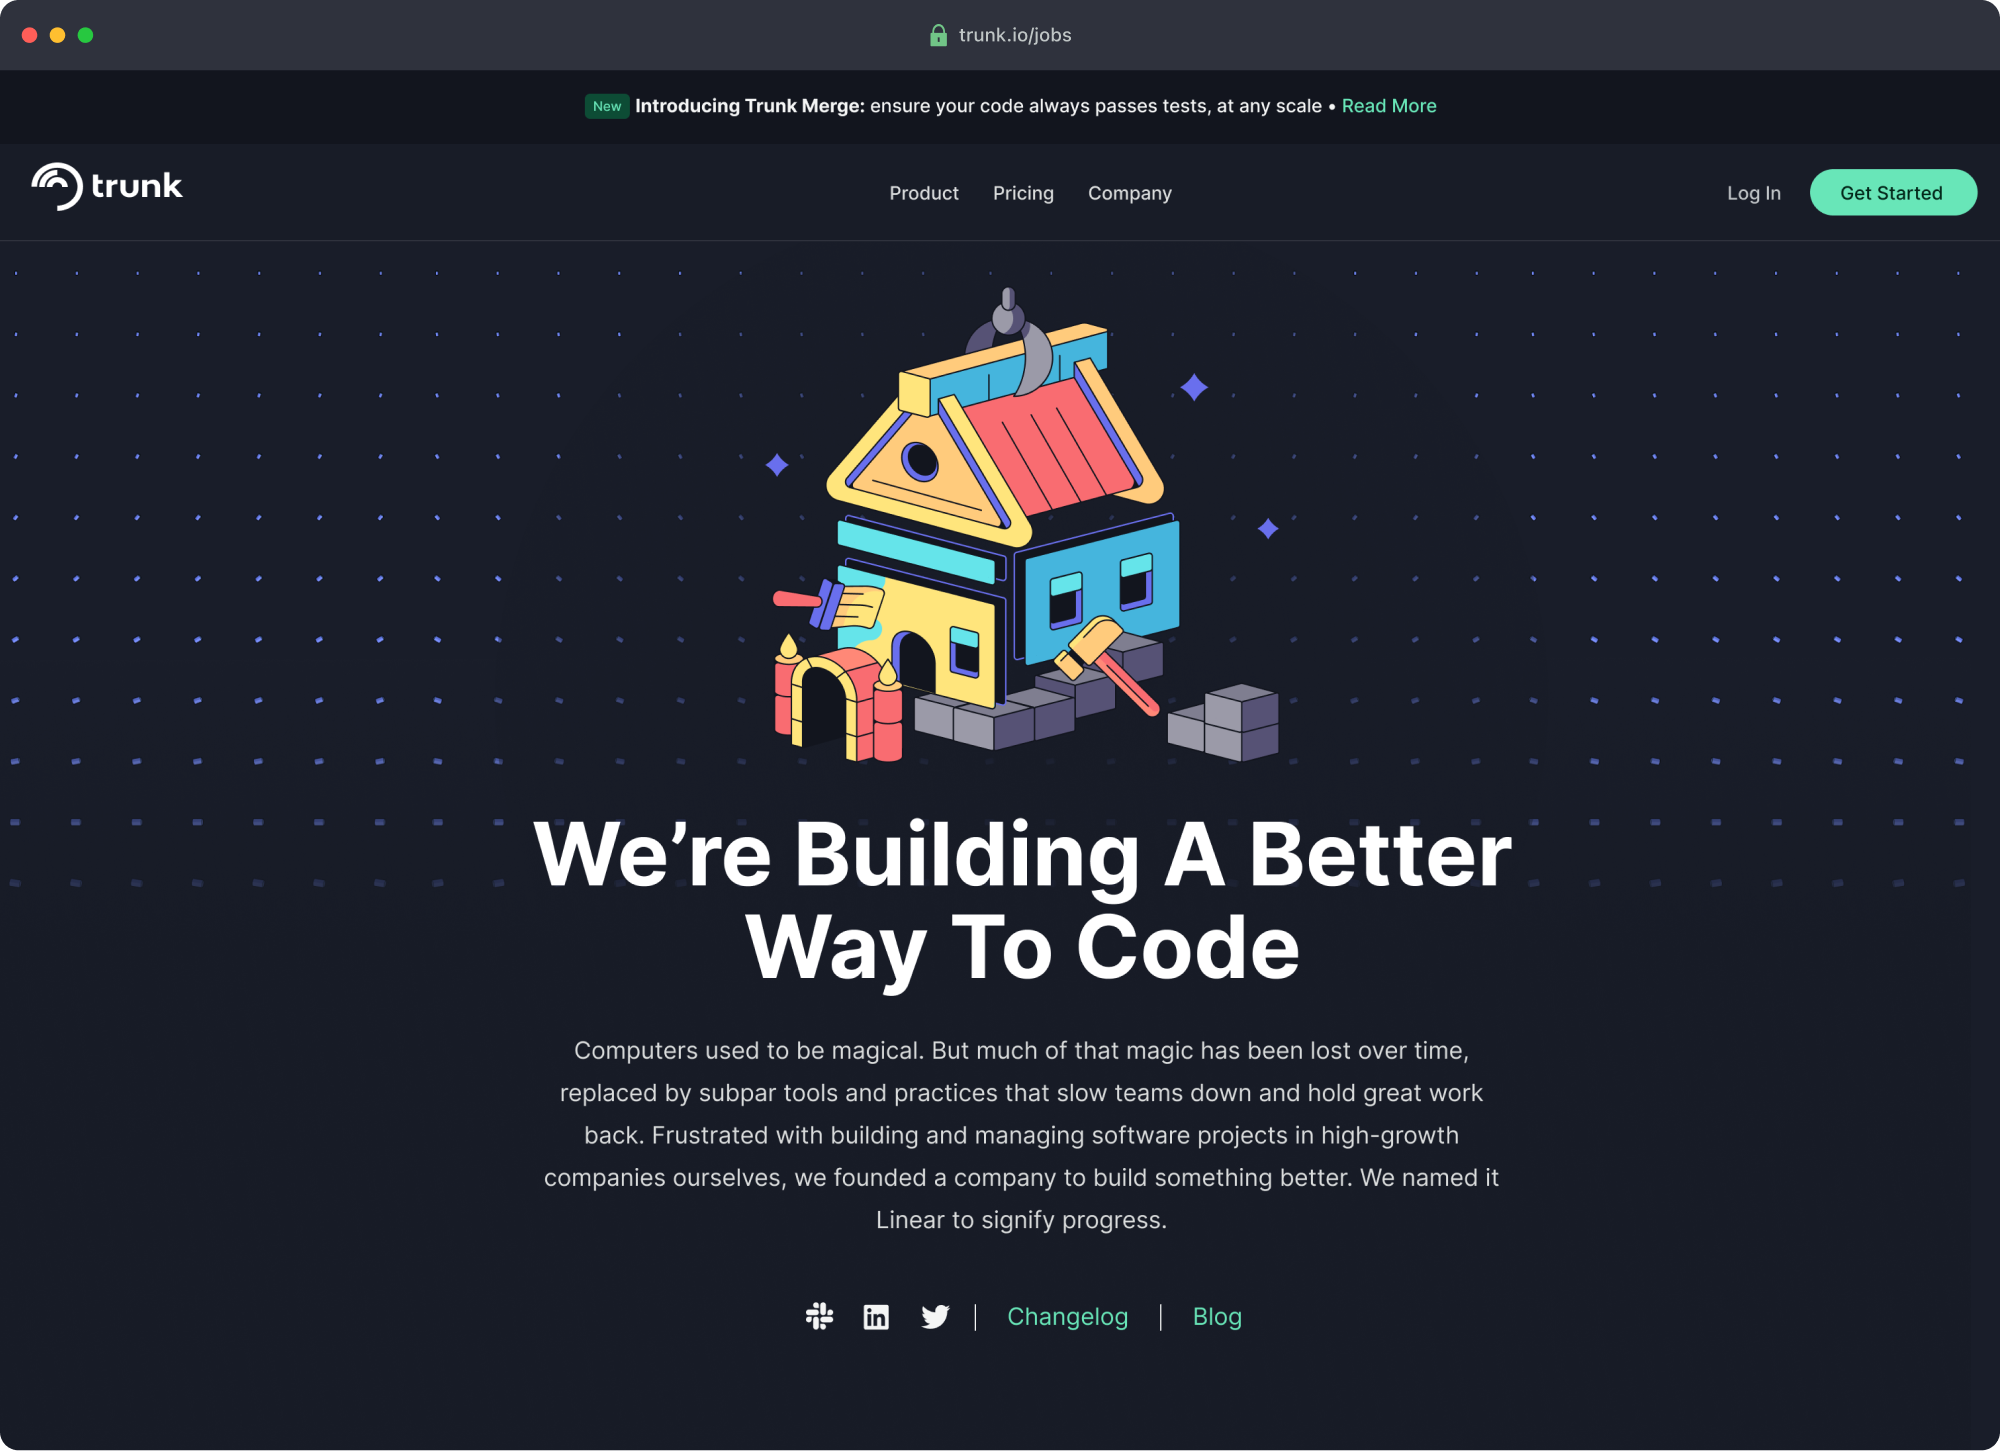 trunk.io/jobs
New Introducing Trunk Merge: ensure your code always passes tests, at any scale • Read More
trunk
Product Pricing Company
Log In Get Started
We’re Building A Better
Way To Code
Computers used to be magical. But much of that magic has been lost over time,
replaced by subpar tools and practices that slow teams down and hold great work
back. Frustrated with building and managing software projects in high-growth
companies ourselves, we founded a company to build something better. We named it
Linear to signify progress.
in | Changelog | Blog